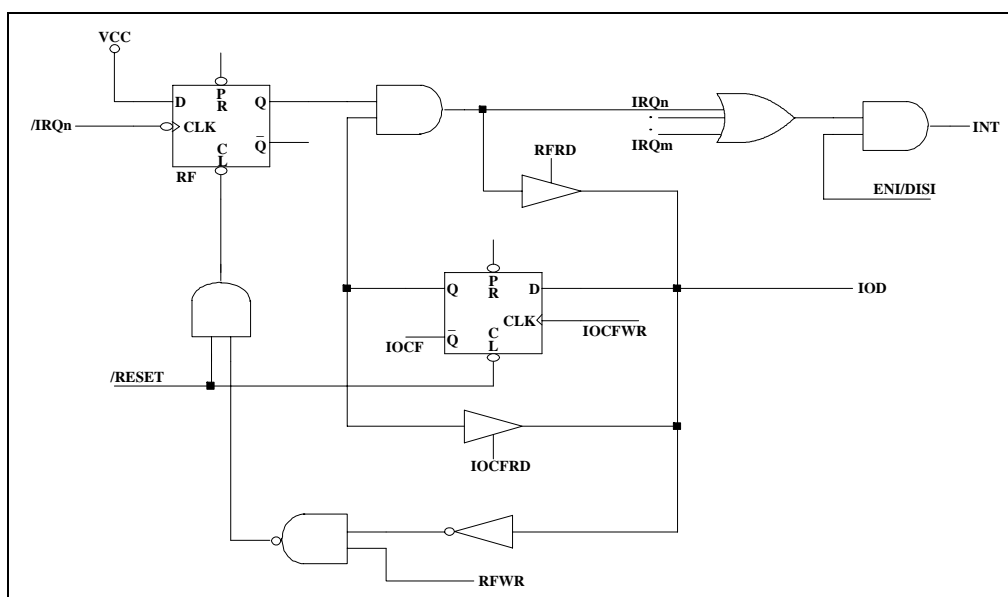 VCC
D
P
R
Q
/IRQn
CLK
C
L
Q
RF
IRQn
.
.
IRQm
INT
RFRD
ENI/DISI
Q
P
R
D
IOD
CLK
IOCFWR
Q
C
L
IOCF
/RESET
IOCFRD
RFWR